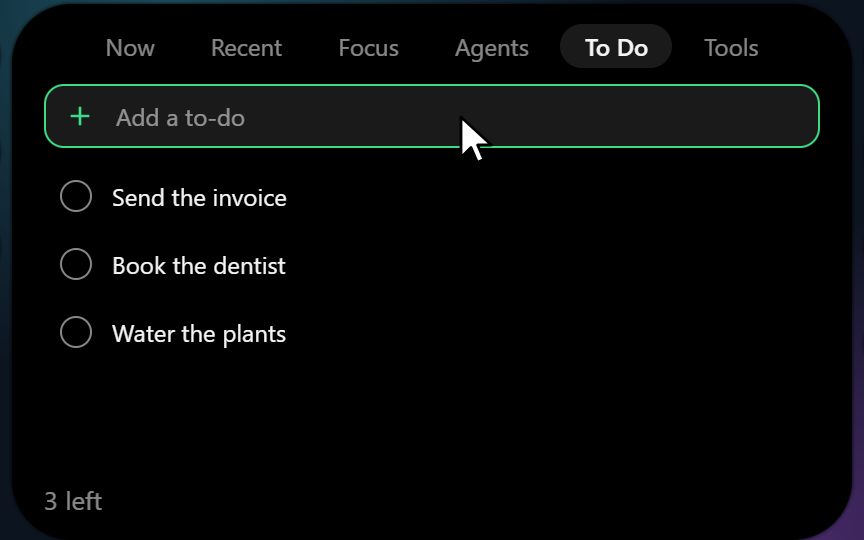 Now Recent Focus Agents To Do Tools
+ Add a to-do
Send the invoice
Book the dentist
Water the plants
3 left